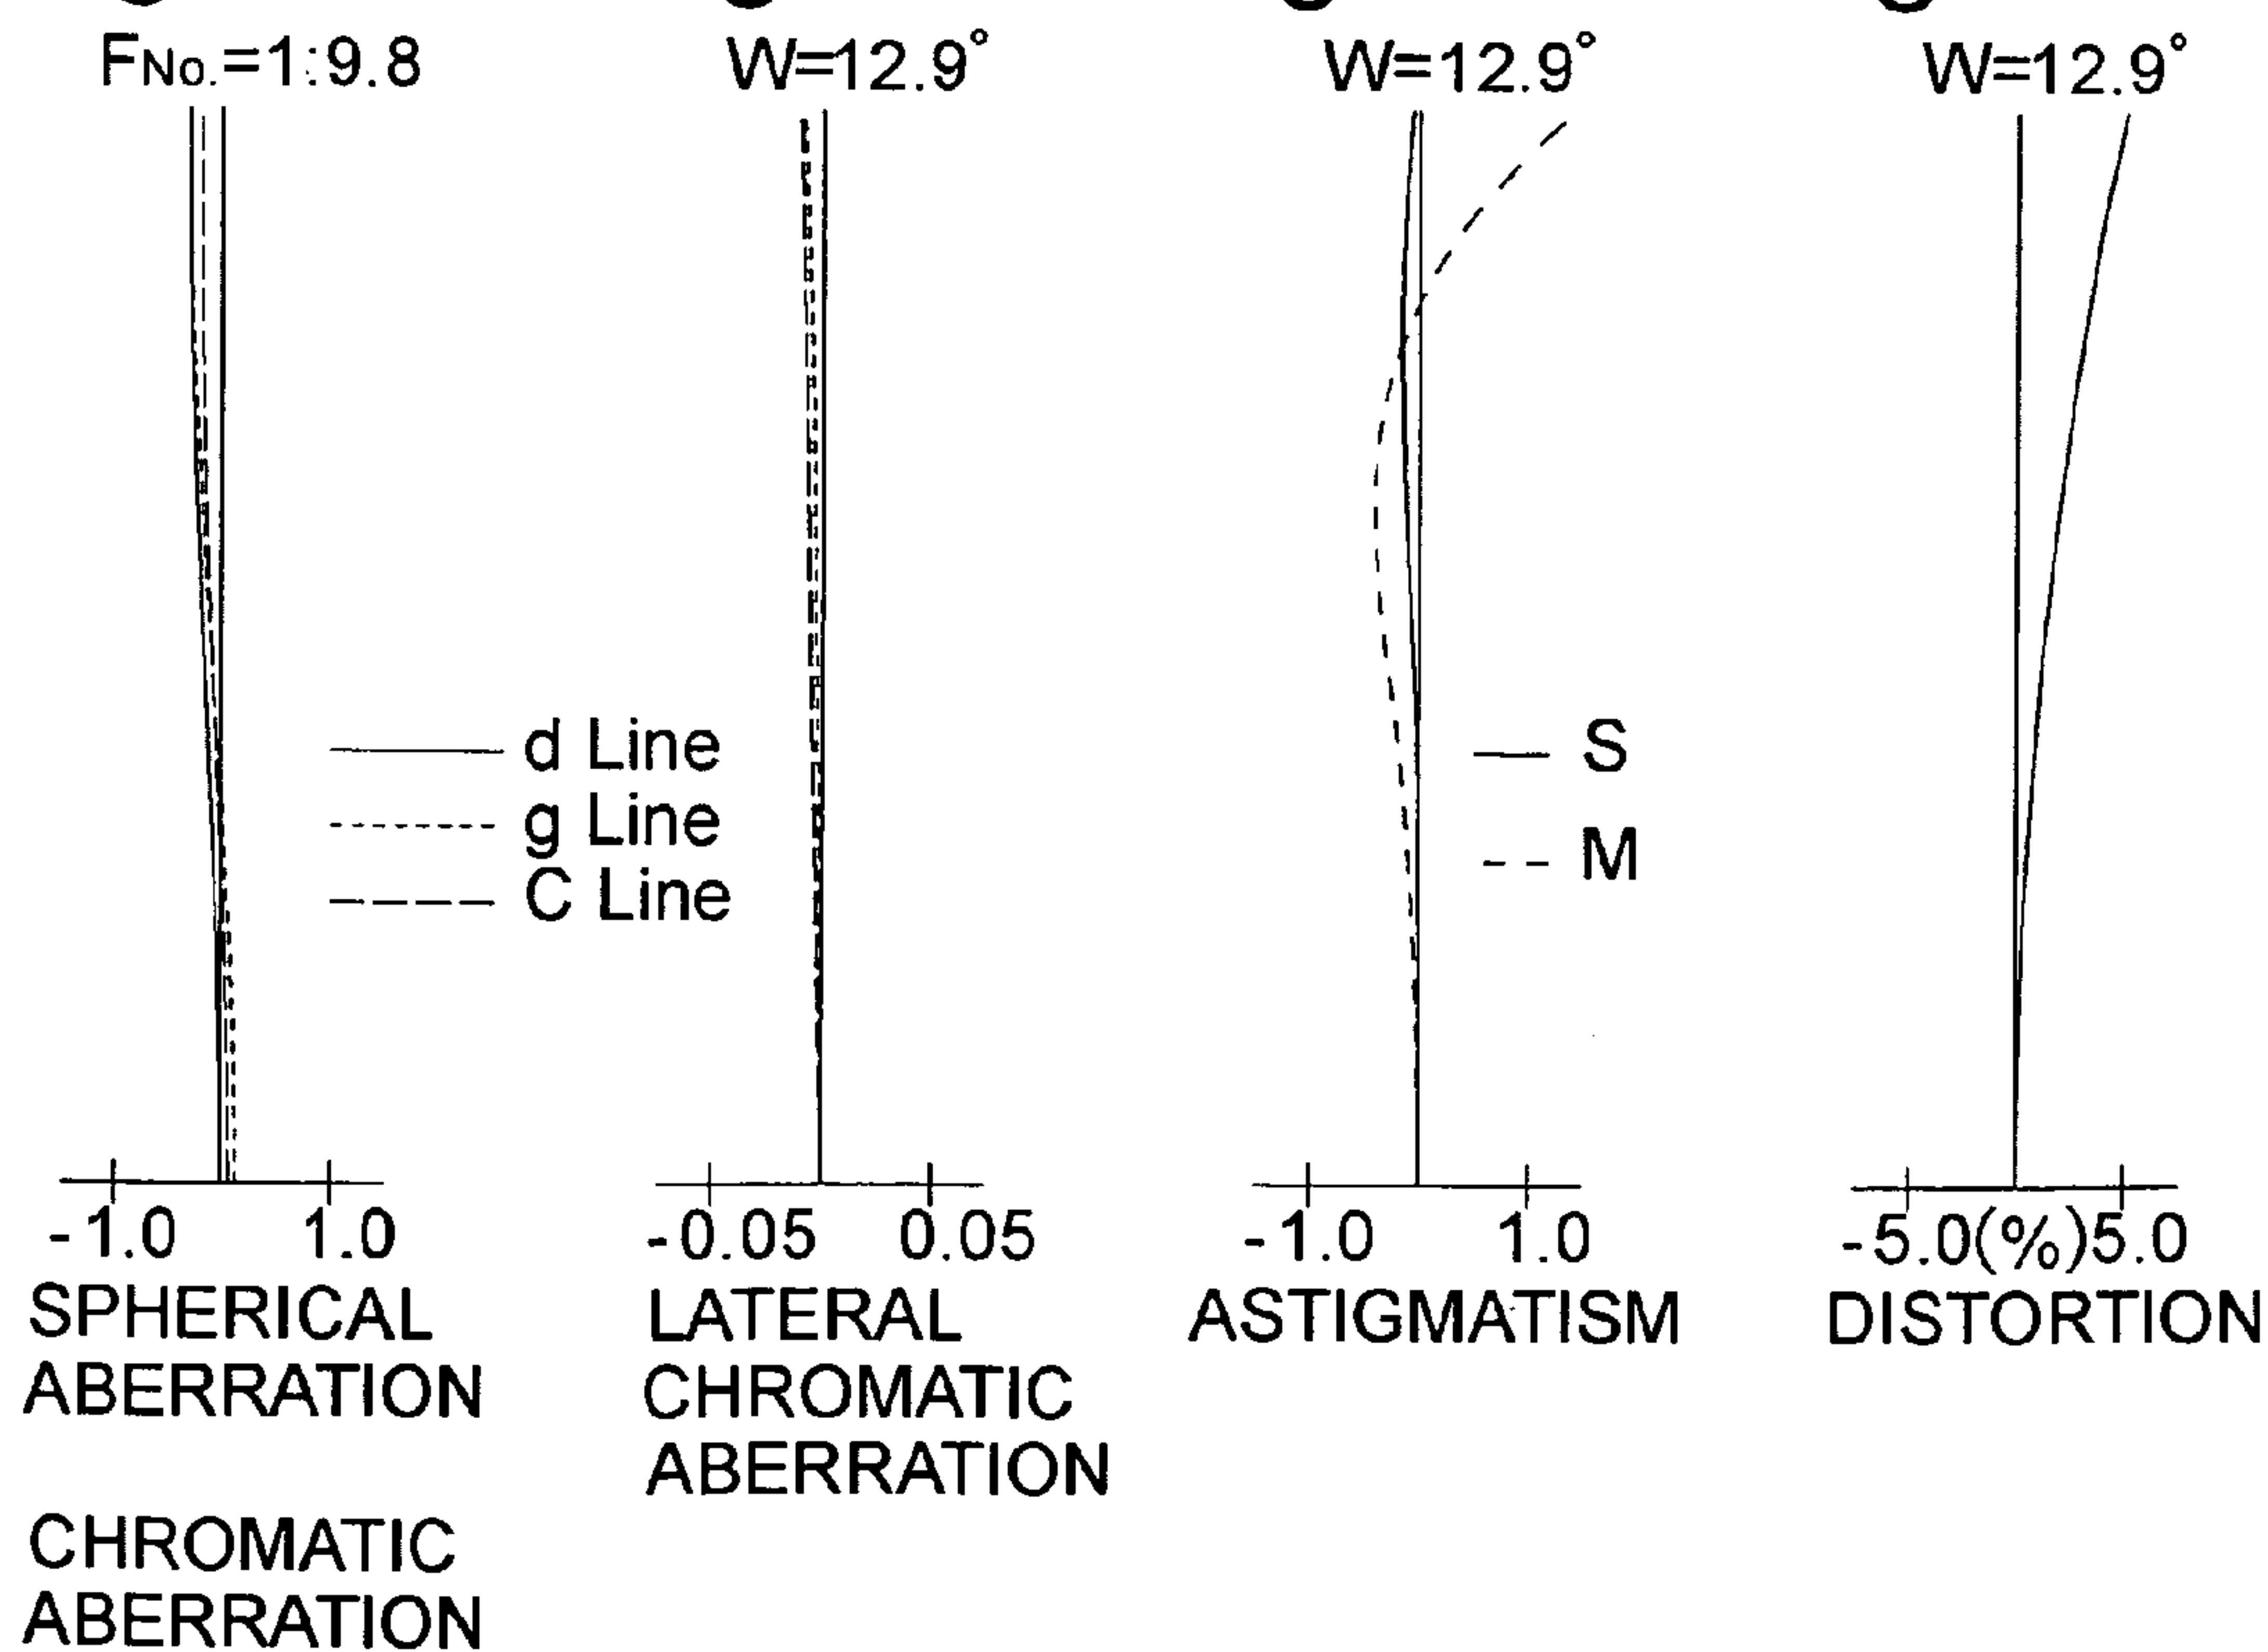 FNo.=1:9.8
W=12.9°
W=12.9°
W=12.9°
d Line
g Line
C Line
S
M
-1.0 1.0
-0.05 0.05
-1.0 1.0
-5.0(%)5.0
SPHERICAL
ABERRATION
CHROMATIC
ABERRATION
LATERAL
CHROMATIC
ABERRATION
ASTIGMATISM
DISTORTION